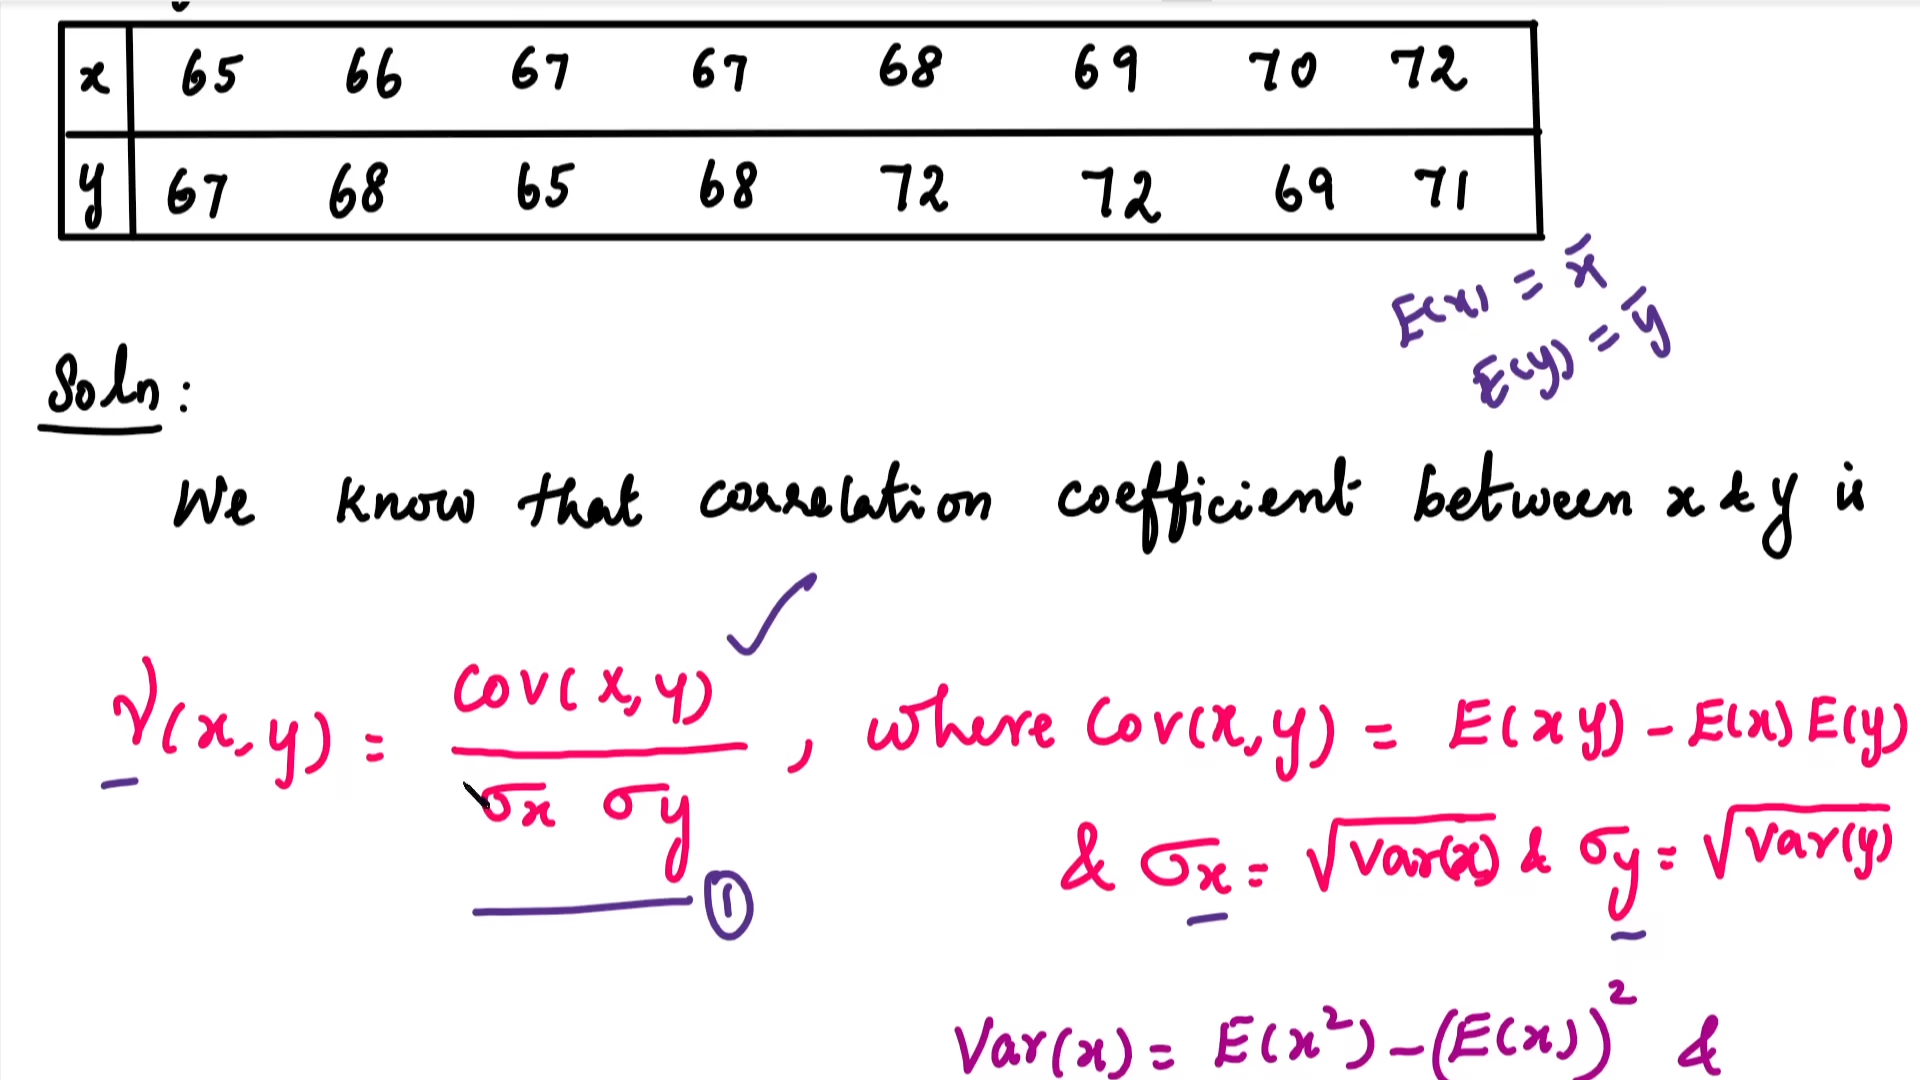 x 65 66 67 67 68 69 70 72
y 67 68 65 68 72 72 69 71
E(x) = x̄
E(y) = ȳ
Soln:
We know that correlation coefficient between x & y is
r(x,y) = Cov(x,y) / σx σy , where Cov(x,y) = E(xy) - E(x) E(y)
& σx = √Var(x) & σy = √Var(y)
①
Var(x) = E(x²) - (E(x))² &